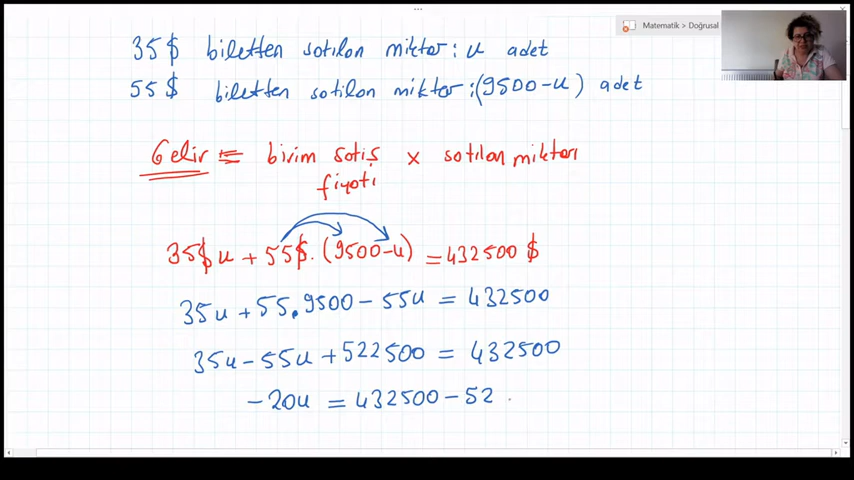 Matematik > Doğrusal
35$ biletten satılan miktar: u adet
55$ biletten satılan miktar:(9500-u) adet
Gelir = birim satış x satılan miktarı
fiyatı
35$u + 55$.(9500-u) = 432500 $
35u + 55.9500 - 55u = 432500
35u - 55u + 522500 = 432500
-20u = 432500 - 52